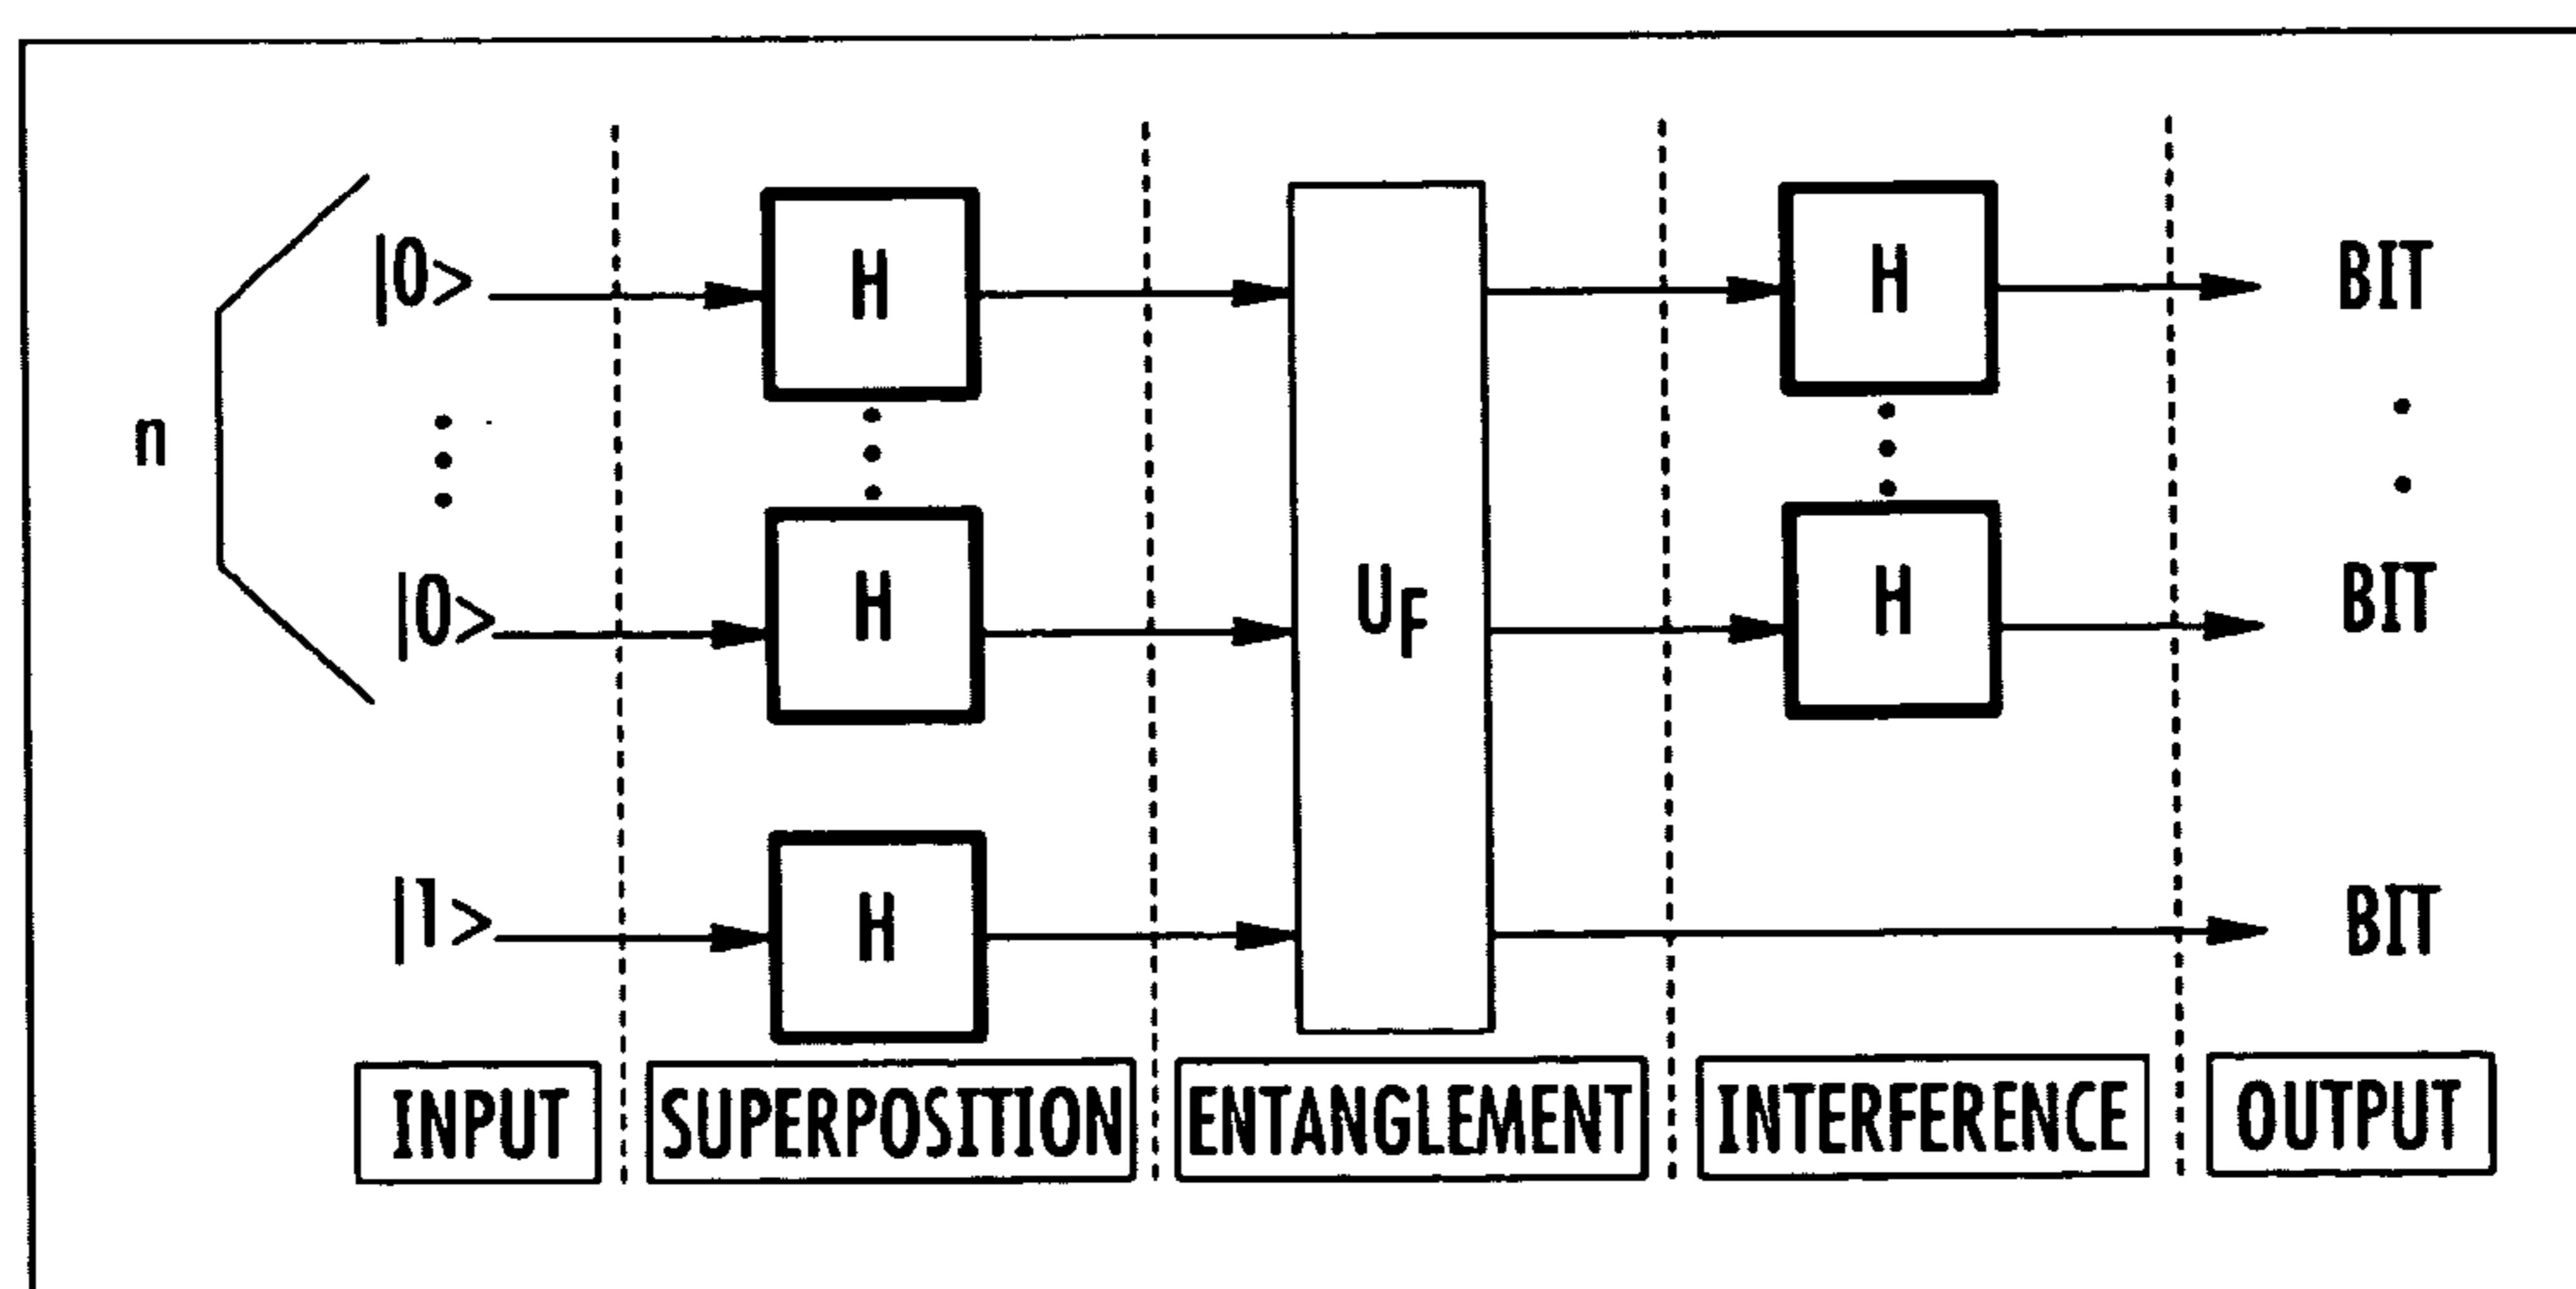 |0> H H BIT
n
|0> H U_F H BIT
|1> H BIT
INPUT SUPERPOSITION ENTANGLEMENT INTERFERENCE OUTPUT